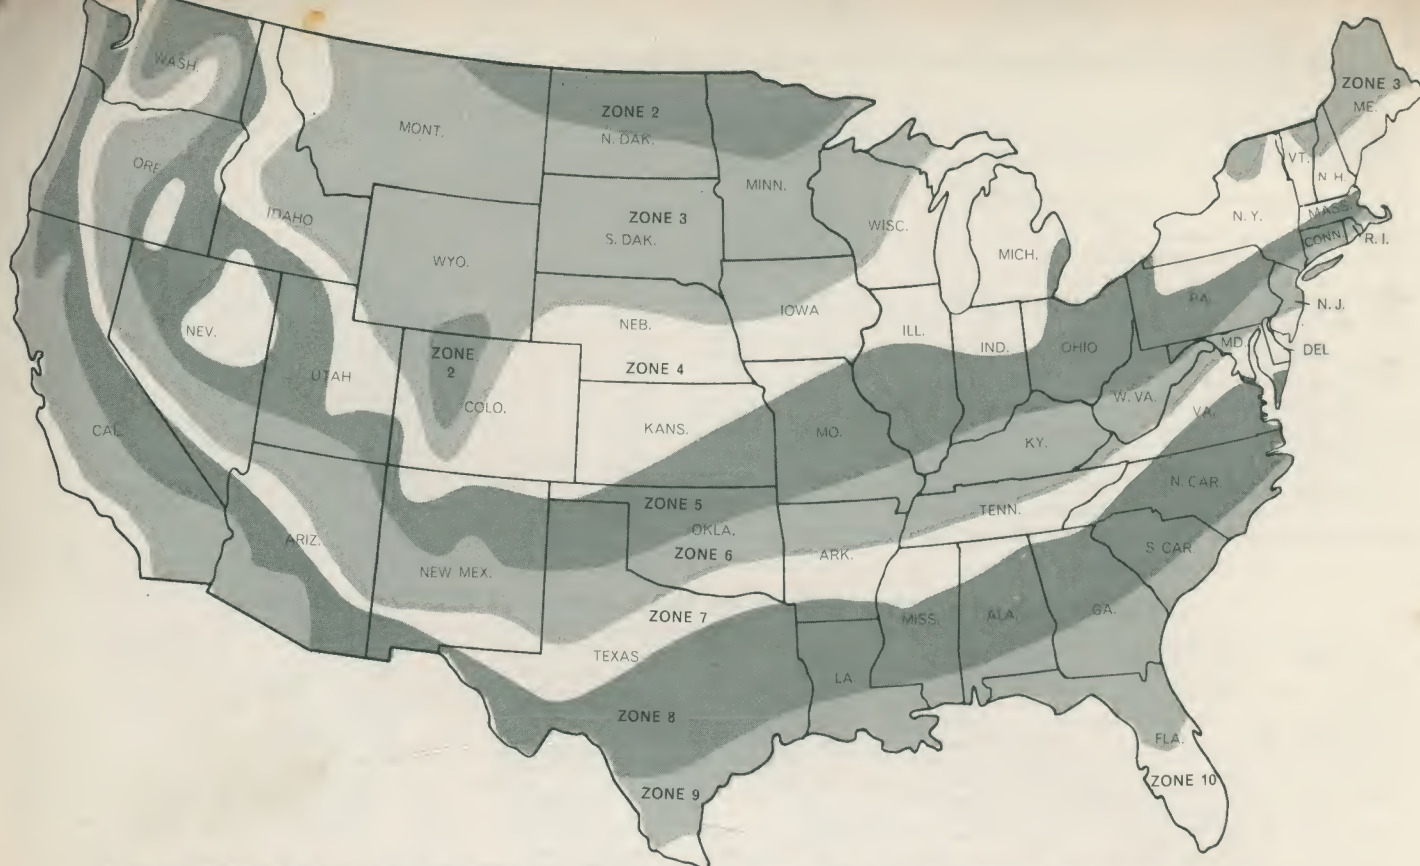 WASH.
ZONE 3
ME.
ZONE 2
N. DAK.
MONT.
ORE
VT.
N H.
MINN.
IDAHO
ZONE 3
S. DAK.
N.Y.
MASS.
WISC.
CONN.
R. I.
MICH.
WYO.
PA.
N. J.
NEB.
IOWA
NEV.
ILL.
IND.
OHIO
MD.
DEL
ZONE
2
ZONE 4
UTAH
COLO.
W. VA.
VA.
CAL.
KANS.
MO.
KY.
N. CAR.
ZONE 5
OKLA.
TENN.
ARIZ.
ZONE 6
ARK.
S CAR.
NEW MEX.
ZONE 7
MISS.
ALA.
GA.
TEXAS
LA
ZONE 8
FLA.
ZONE 9
ZONE 10